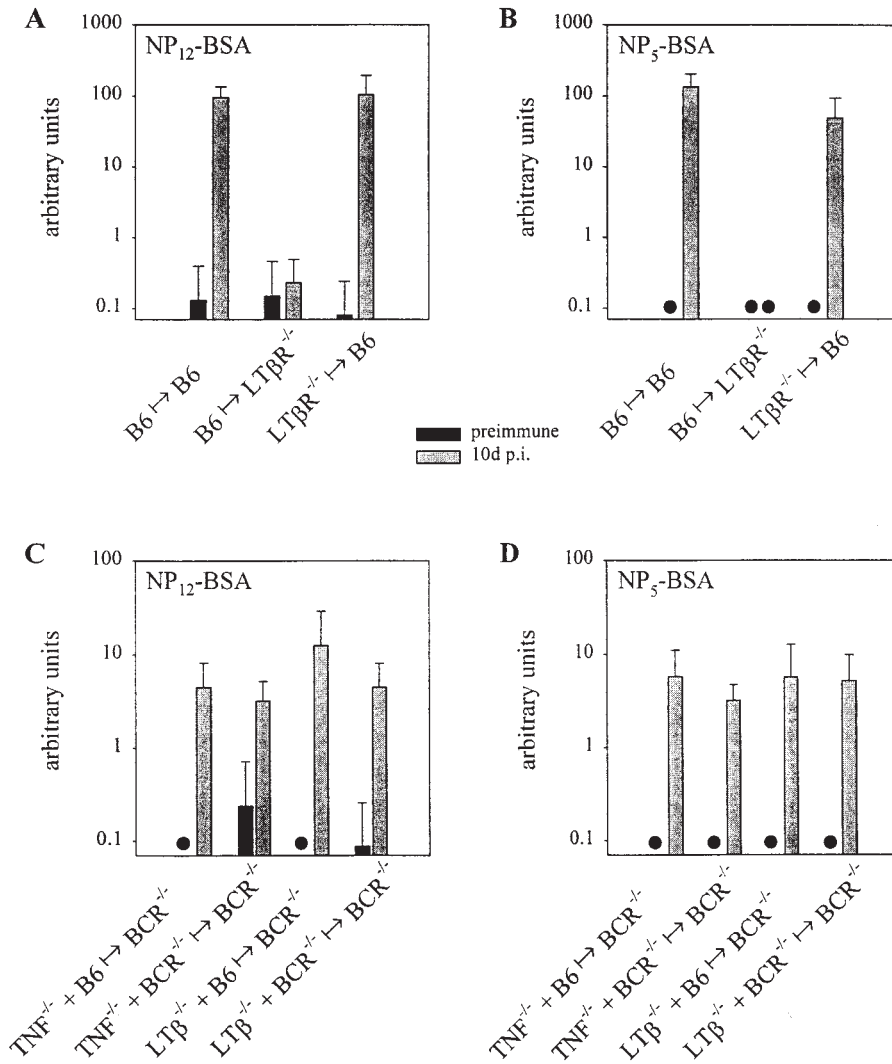 A
NP12-BSA
arbitrary units
1000
100
10
1
0.1
B6 ↦ B6
B6 ↦ LTβR-/-
LTβR-/- ↦ B6
B
NP5-BSA
arbitrary units
1000
100
10
1
0.1
B6 ↦ B6
B6 ↦ LTβR-/-
LTβR-/- ↦ B6
preimmune
10d p.i.
C
NP12-BSA
arbitrary units
100
10
1
0.1
TNF-/- + B6 ↦ BCR-/-
TNF-/- + BCR-/- ↦ BCR-/-
LTβ-/- + B6 ↦ BCR-/-
LTβ-/- + BCR-/- ↦ BCR-/-
D
NP5-BSA
arbitrary units
100
10
1
0.1
TNF-/- + B6 ↦ BCR-/-
TNF-/- + BCR-/- ↦ BCR-/-
LTβ-/- + B6 ↦ BCR-/-
LTβ-/- + BCR-/- ↦ BCR-/-